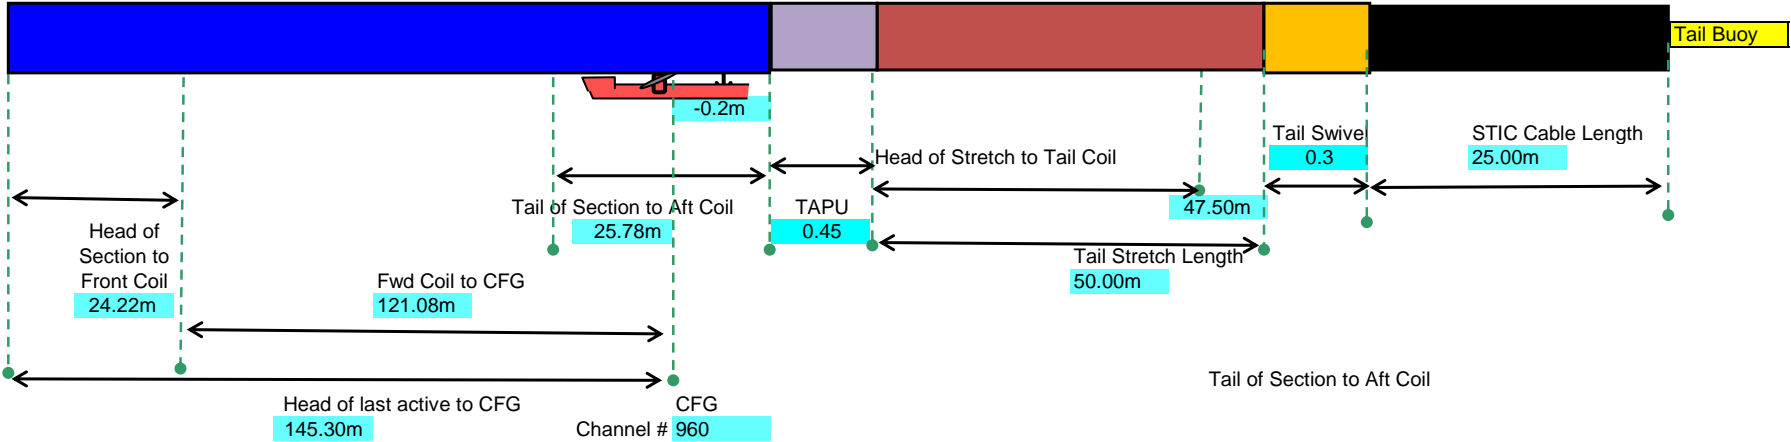 Tail Buoy
-0.2m
Tail Swive
0.3
STIC Cable Length
25.00m
Head of Stretch to Tail Coil
47.50m
Tail of Section to Aft Coil
25.78m
TAPU
0.45
Head of
Section to
Front Coil
24.22m
Fwd Coil to CFG
121.08m
Tail Stretch Length
50.00m
Tail of Section to Aft Coil
Head of last active to CFG
145.30m
CFG
Channel # 960